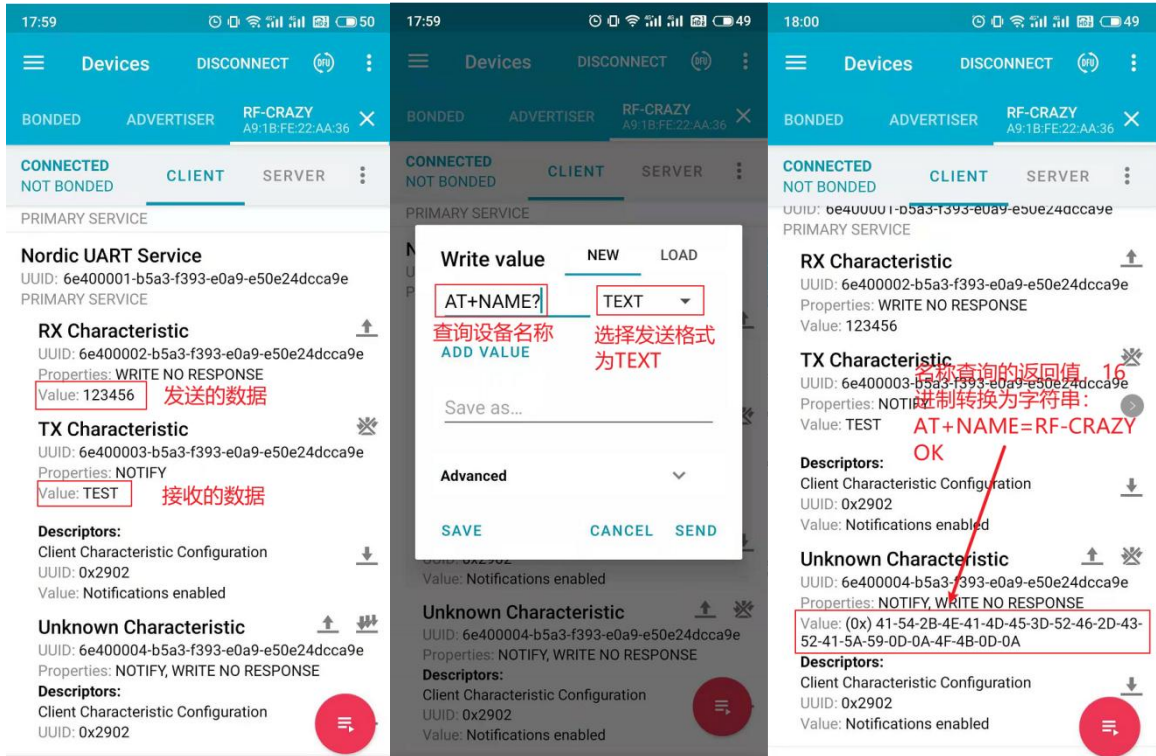 17:59
50
Devices
DISCONNECT
DFU
BONDED
ADVERTISER
RF-CRAZY
A9:1B:FE:22:AA:36
CONNECTED
NOT BONDED
CLIENT
SERVER
PRIMARY SERVICE
Nordic UART Service
UUID: 6e400001-b5a3-f393-e0a9-e50e24dcca9e
PRIMARY SERVICE
RX Characteristic
UUID: 6e400002-b5a3-f393-e0a9-e50e24dcca9e
Properties: WRITE NO RESPONSE
Value: 123456
发送的数据
TX Characteristic
UUID: 6e400003-b5a3-f393-e0a9-e50e24dcca9e
Properties: NOTIFY
Value: TEST
接收的数据
Descriptors:
Client Characteristic Configuration
UUID: 0x2902
Value: Notifications enabled
Unknown Characteristic
UUID: 6e400004-b5a3-f393-e0a9-e50e24dcca9e
Properties: NOTIFY, WRITE NO RESPONSE
Descriptors:
Client Characteristic Configuration
UUID: 0x2902
17:59
49
Devices
DISCONNECT
DFU
BONDED
ADVERTISER
RF-CRAZY
A9:1B:FE:22:AA:36
CONNECTED
NOT BONDED
CLIENT
SERVER
PRIMARY SERVICE
Write value
NEW
LOAD
AT+NAME?
TEXT
查询设备名称
选择发送格式
为TEXT
ADD VALUE
Save as...
Advanced
SAVE
CANCEL
SEND
Value: Notifications enabled
Unknown Characteristic
UUID: 6e400004-b5a3-f393-e0a9-e50e24dcca9e
Properties: NOTIFY, WRITE NO RESPONSE
Descriptors:
Client Characteristic Configuration
UUID: 0x2902
Value: Notifications enabled
18:00
49
Devices
DISCONNECT
DFU
BONDED
ADVERTISER
RF-CRAZY
A9:1B:FE:22:AA:36
CONNECTED
NOT BONDED
CLIENT
SERVER
UUID: 6e400001-b5a3-f393-e0a9-e50e24dcca9e
PRIMARY SERVICE
RX Characteristic
UUID: 6e400002-b5a3-f393-e0a9-e50e24dcca9e
Properties: WRITE NO RESPONSE
Value: 123456
TX Characteristic
UUID: 6e400003-b5a3-f393-e0a9-e50e24dcca9e
Properties: NOTIFY
Value: TEST
名称查询的返回值，16
进制转换为字符串：
AT+NAME=RF-CRAZY
OK
Descriptors:
Client Characteristic Configuration
UUID: 0x2902
Value: Notifications enabled
Unknown Characteristic
UUID: 6e400004-b5a3-f393-e0a9-e50e24dcca9e
Properties: NOTIFY, WRITE NO RESPONSE
Value: (0x) 41-54-2B-4E-41-4D-45-3D-52-46-2D-43-
52-41-5A-59-0D-0A-4F-4B-0D-0A
Descriptors:
Client Characteristic Configuration
UUID: 0x2902
Value: Notifications enabled